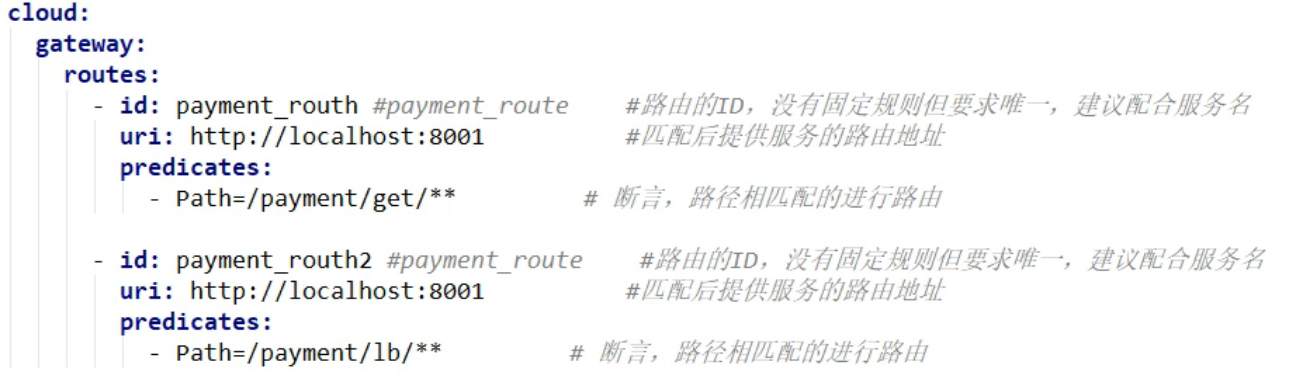 cloud:
gateway:
routes:
- id: payment_routh #payment_route #路由的ID，没有固定规则但要求唯一，建议配合服务名
uri: http://localhost:8001 #匹配后提供服务的路由地址
predicates:
- Path=/payment/get/** # 断言，路径相匹配的进行路由
- id: payment_routh2 #payment_route #路由的ID，没有固定规则但要求唯一，建议配合服务名
uri: http://localhost:8001 #匹配后提供服务的路由地址
predicates:
- Path=/payment/lb/** # 断言，路径相匹配的进行路由